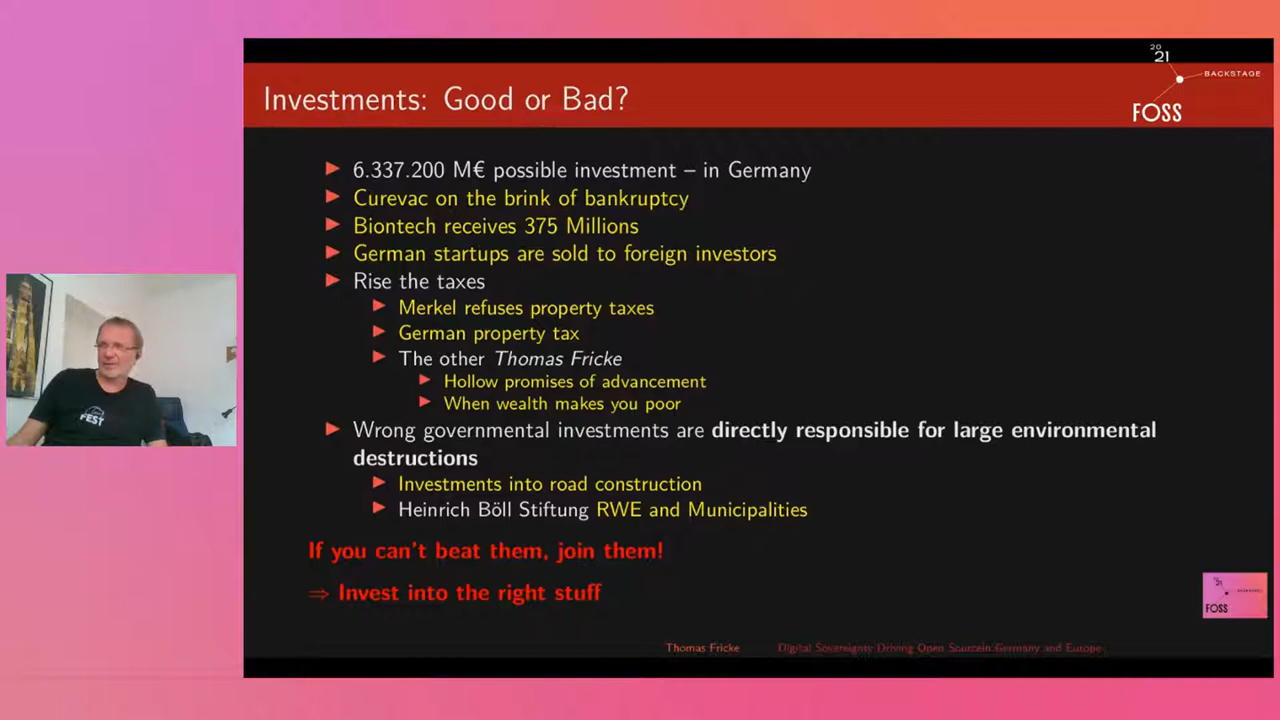 20
21
BACKSTAGE
FOSS
Investments: Good or Bad?
6.337.200 M€ possible investment – in Germany
Curevac on the brink of bankruptcy
Biontech receives 375 Millions
German startups are sold to foreign investors
Rise the taxes
Merkel refuses property taxes
German property tax
The other Thomas Fricke
Hollow promises of advancement
When wealth makes you poor
Wrong governmental investments are directly responsible for large environmental
destructions
Investments into road construction
Heinrich Böll Stiftung RWE and Municipalities
If you can't beat them, join them!
⇒ Invest into the right stuff
FEST
21
FOSS
Thomas Fricke Digital Sovereignty Driving Open Sourcein Germany and Europe